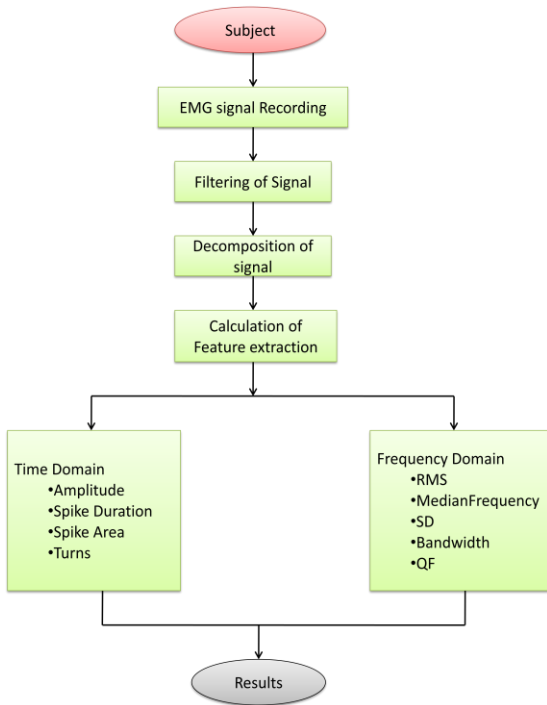 Subject
EMG signal Recording
Filtering of Signal
Decomposition of
signal
Calculation of
Feature extraction
Time Domain
•Amplitude
•Spike Duration
•Spike Area
•Turns
Frequency Domain
•RMS
•MedianFrequency
•SD
•Bandwidth
•QF
Results